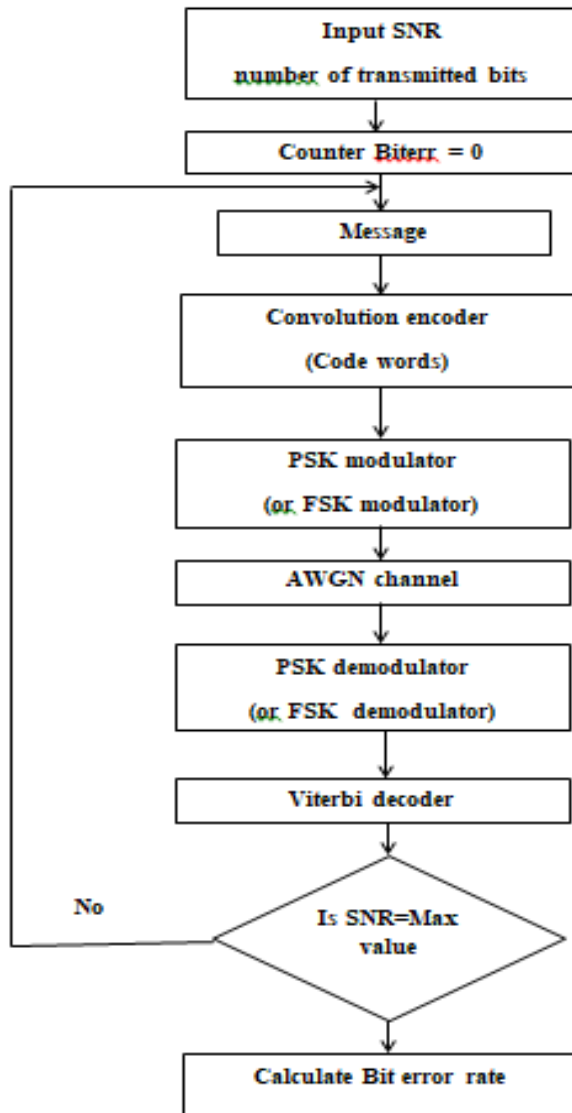 Input SNR
number of transmitted bits
Counter Biterr = 0
Message
Convolution encoder
(Code words)
PSK modulator
(or FSK modulator)
AWGN channel
PSK demodulator
(or FSK demodulator)
Viterbi decoder
No
Is SNR=Max
value
Calculate Bit error rate